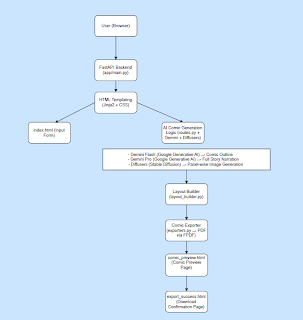 User (Browser)
FastAPI Backend
(app/main.py)
HTML Templating
(Jinja2 + CSS)
index.html (Input
Form)
AI Comic Generation
Logic (routes.py +
Gemini + Diffusers)
- Gemini Flash (Google Generative AI) → Comic Outline
- Gemini Pro (Google Generative AI) → Full Story Narration
- Diffusers (Stable Diffusion) → Panel-wise Image Generation
Layout Builder
(layout_builder.py)
Comic Exporter
(exporters.py → PDF
via FPDF)
comic_preview.html
(Comic Preview
Page)
export_success.html
(Download
Confirmation Page)